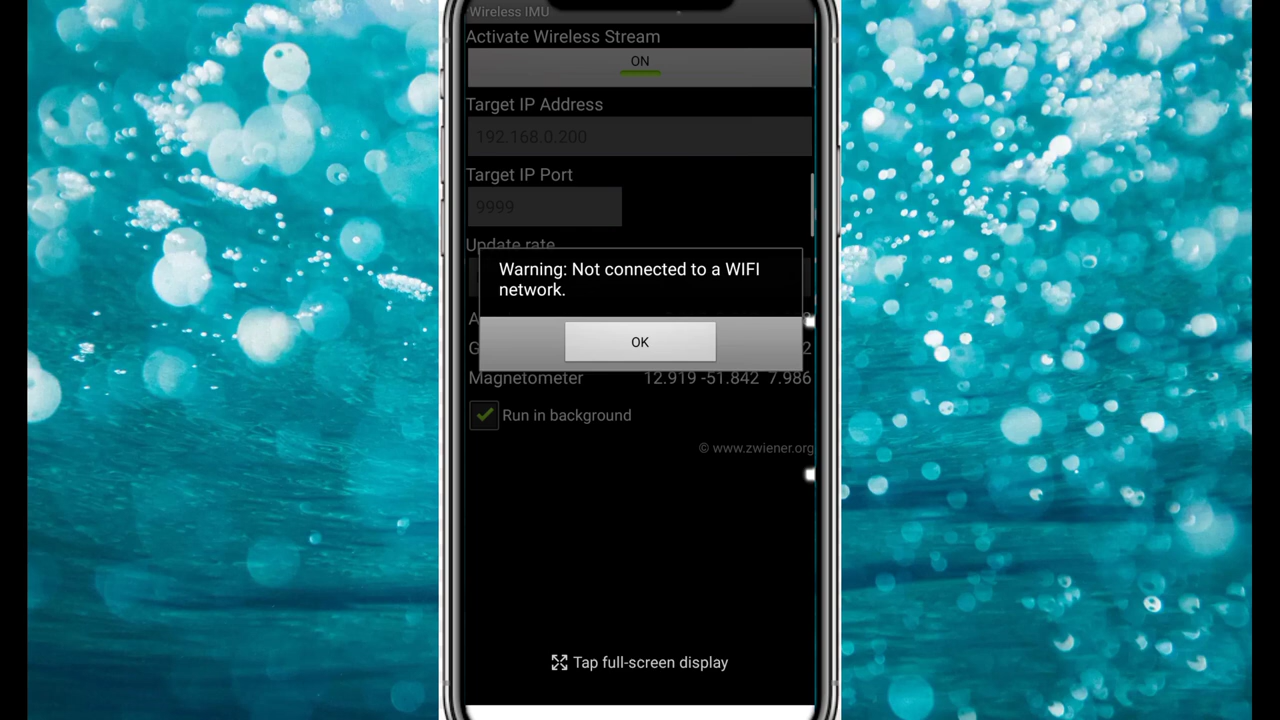 Wireless IMU
Activate Wireless Stream
ON
Target IP Address
192.168.0.200
Target IP Port
9999
Update rate
Warning: Not connected to a WIFI
network.
OK
A
G 2
Magnetometer 12.919 -51.842 7.986
Run in background
© www.zwiener.org
Tap full-screen display